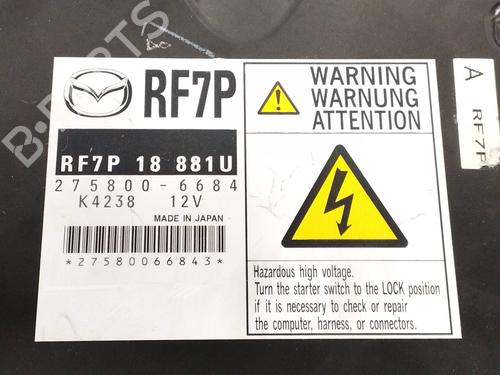 RF7P
RF7P 18 881U
275800-6684
K4238 12V
MADE IN JAPAN
*27580066843*
WARNING
WARNUNG
ATTENTION
Hazardous high voltage.
Turn the starter switch to the LOCK position
if it is necessary to check or repair
the computer, harness, or connectors.
A RF7P
B-PARTS